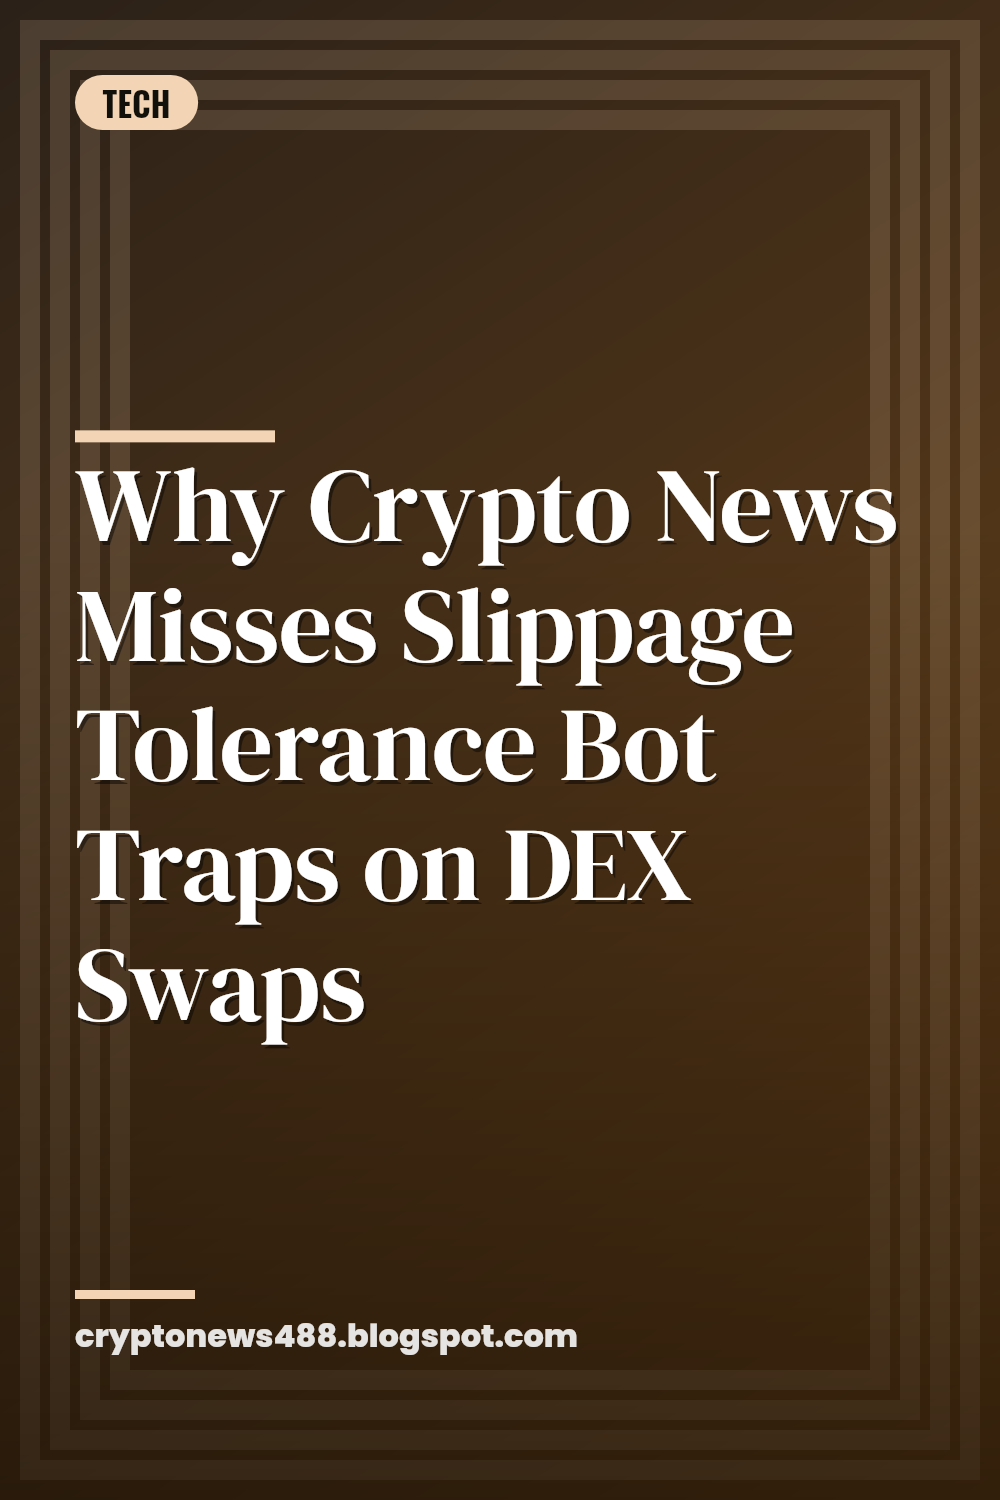 TECH
Why Crypto News
Misses Slippage
Tolerance Bot
Traps on DEX
Swaps
cryptonews488.blogspot.com